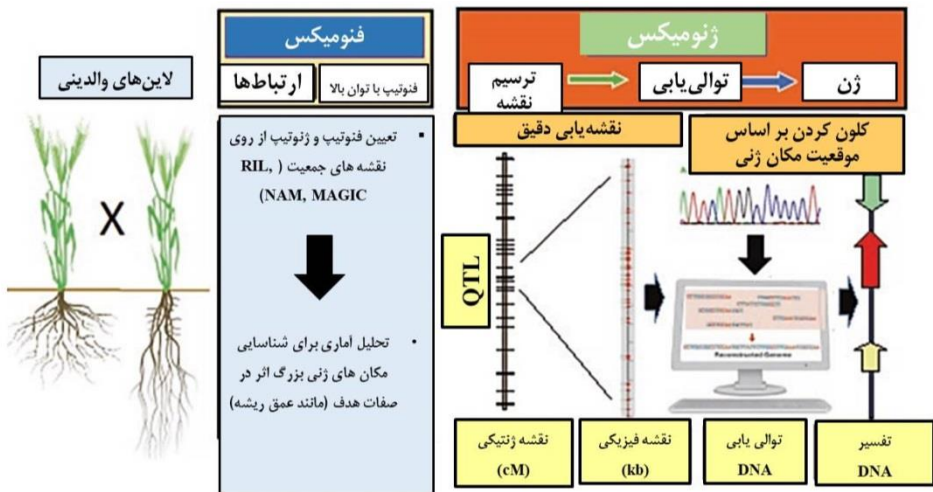 لاین‌های والدینی
X
فنومیکس
ارتباط‌ها
فنوتیپ با توان بالا
تعیین فنوتیپ و ژنوتیپ از روی
نقشه های جمعیت ( RIL,
NAM, MAGIC)
تحلیل آماری برای شناسایی
مکان های ژنی بزرگ اثر در
صفات هدف (مانند عمق ریشه)
ژنومیکس
ترسیم
نقشه
توالی‌یابی
ژن
نقشه‌یابی دقیق
کلون کردن بر اساس
موقعیت مکان ژنی
QTL
Reconstructed Genome
نقشه ژنتیکی
(cM)
نقشه فیزیکی
(kb)
توالی یابی
DNA
تفسیر
DNA